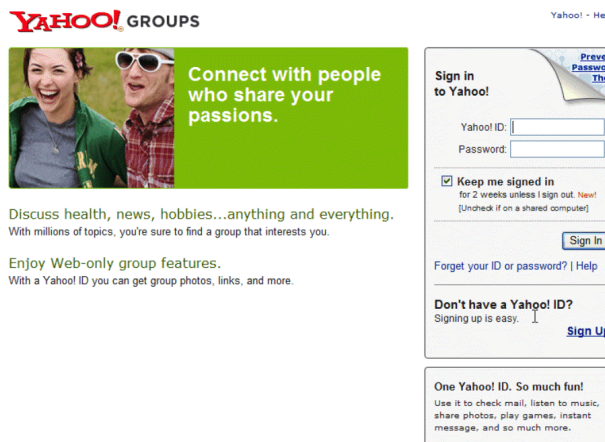 YAHOO! GROUPS
Yahoo! - He
Connect with people
who share your
passions.
Discuss health, news, hobbies...anything and everything.
With millions of topics, you're sure to find a group that interests you.
Enjoy Web-only group features.
With a Yahoo! ID you can get group photos, links, and more.
Sign in
to Yahoo!
Preve
Passwo
Th
Yahoo! ID:
Password:
Keep me signed in
for 2 weeks unless I sign out. New!
[Uncheck if on a shared computer]
Sign In
Forget your ID or password? | Help
Don't have a Yahoo! ID?
Signing up is easy.
Sign Up
One Yahoo! ID. So much fun!
Use it to check mail, listen to music,
share photos, play games, instant
message, and so much more.